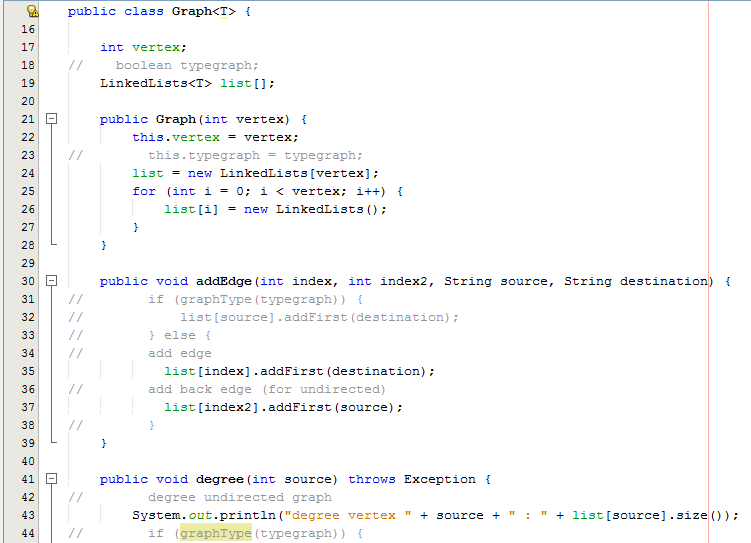 public class Graph<T> {
16
17 int vertex;
18 // boolean typegraph;
19 LinkedLists<T> list[];
20
21 public Graph(int vertex) {
22 this.vertex = vertex;
23 // this.typegraph = typegraph;
24 list = new LinkedLists[vertex];
25 for (int i = 0; i < vertex; i++) {
26 list[i] = new LinkedLists();
27 }
28 }
29
30 public void addEdge(int index, int index2, String source, String destination) {
31 // if (graphType(typegraph)) {
32 // list[source].addFirst(destination);
33 // } else {
34 // add edge
35 list[index].addFirst(destination);
36 // add back edge (for undirected)
37 list[index2].addFirst(source);
38 // }
39 }
40
41 public void degree(int source) throws Exception {
42 // degree undirected graph
43 System.out.println("degree vertex " + source + " : " + list[source].size());
44 // if (graphType(typegraph)) {